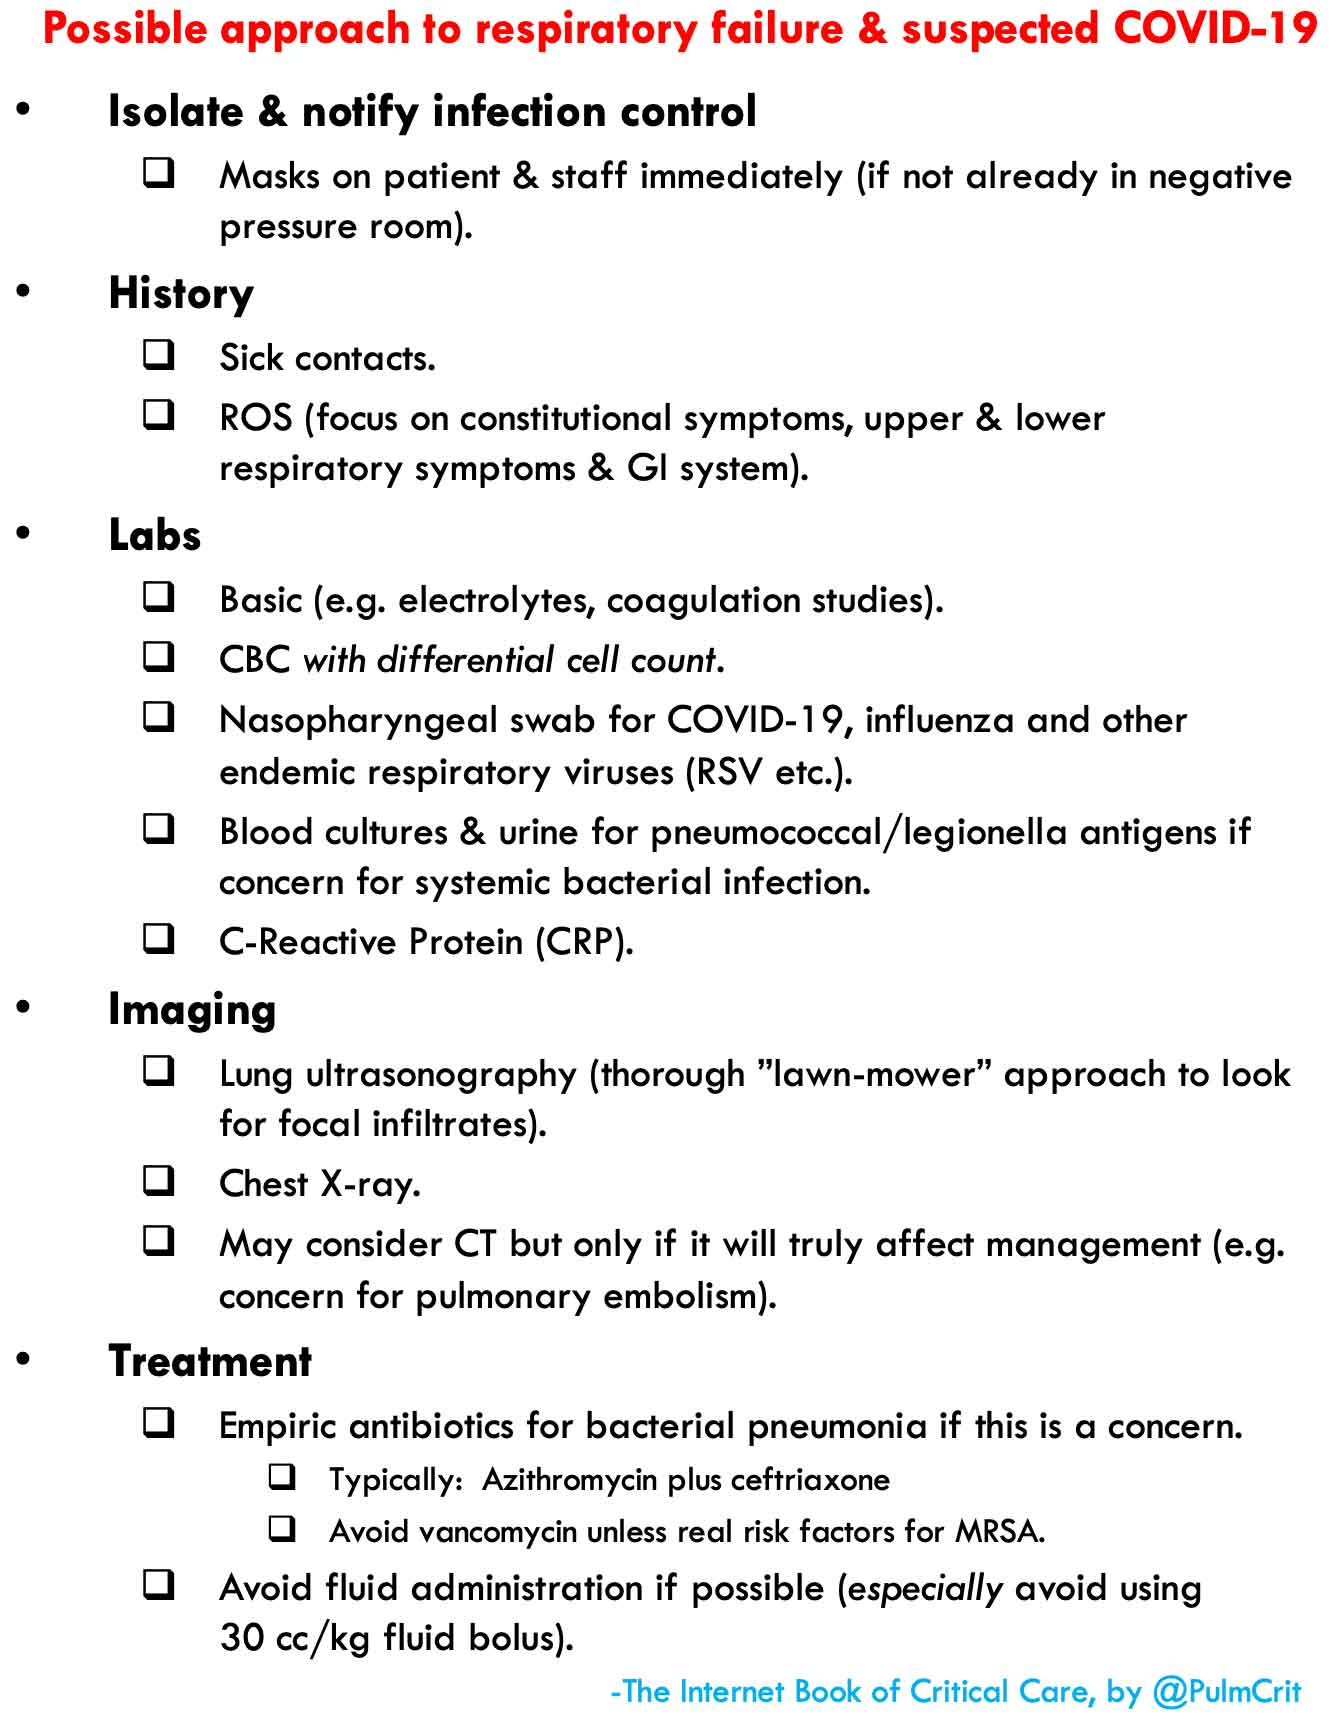 Possible approach to respiratory failure & suspected COVID-19
• Isolate & notify infection control
❑ Masks on patient & staff immediately (if not already in negative
pressure room).
• History
❑ Sick contacts.
❑ ROS (focus on constitutional symptoms, upper & lower
respiratory symptoms & GI system).
• Labs
❑ Basic (e.g. electrolytes, coagulation studies).
❑ CBC with differential cell count.
❑ Nasopharyngeal swab for COVID-19, influenza and other
endemic respiratory viruses (RSV etc.).
❑ Blood cultures & urine for pneumococcal/legionella antigens if
concern for systemic bacterial infection.
❑ C-Reactive Protein (CRP).
• Imaging
❑ Lung ultrasonography (thorough ”lawn-mower” approach to look
for focal infiltrates).
❑ Chest X-ray.
❑ May consider CT but only if it will truly affect management (e.g.
concern for pulmonary embolism).
• Treatment
❑ Empiric antibiotics for bacterial pneumonia if this is a concern.
❑ Typically: Azithromycin plus ceftriaxone
❑ Avoid vancomycin unless real risk factors for MRSA.
❑ Avoid fluid administration if possible (especially avoid using
30 cc/kg fluid bolus).
-The Internet Book of Critical Care, by @PulmCrit